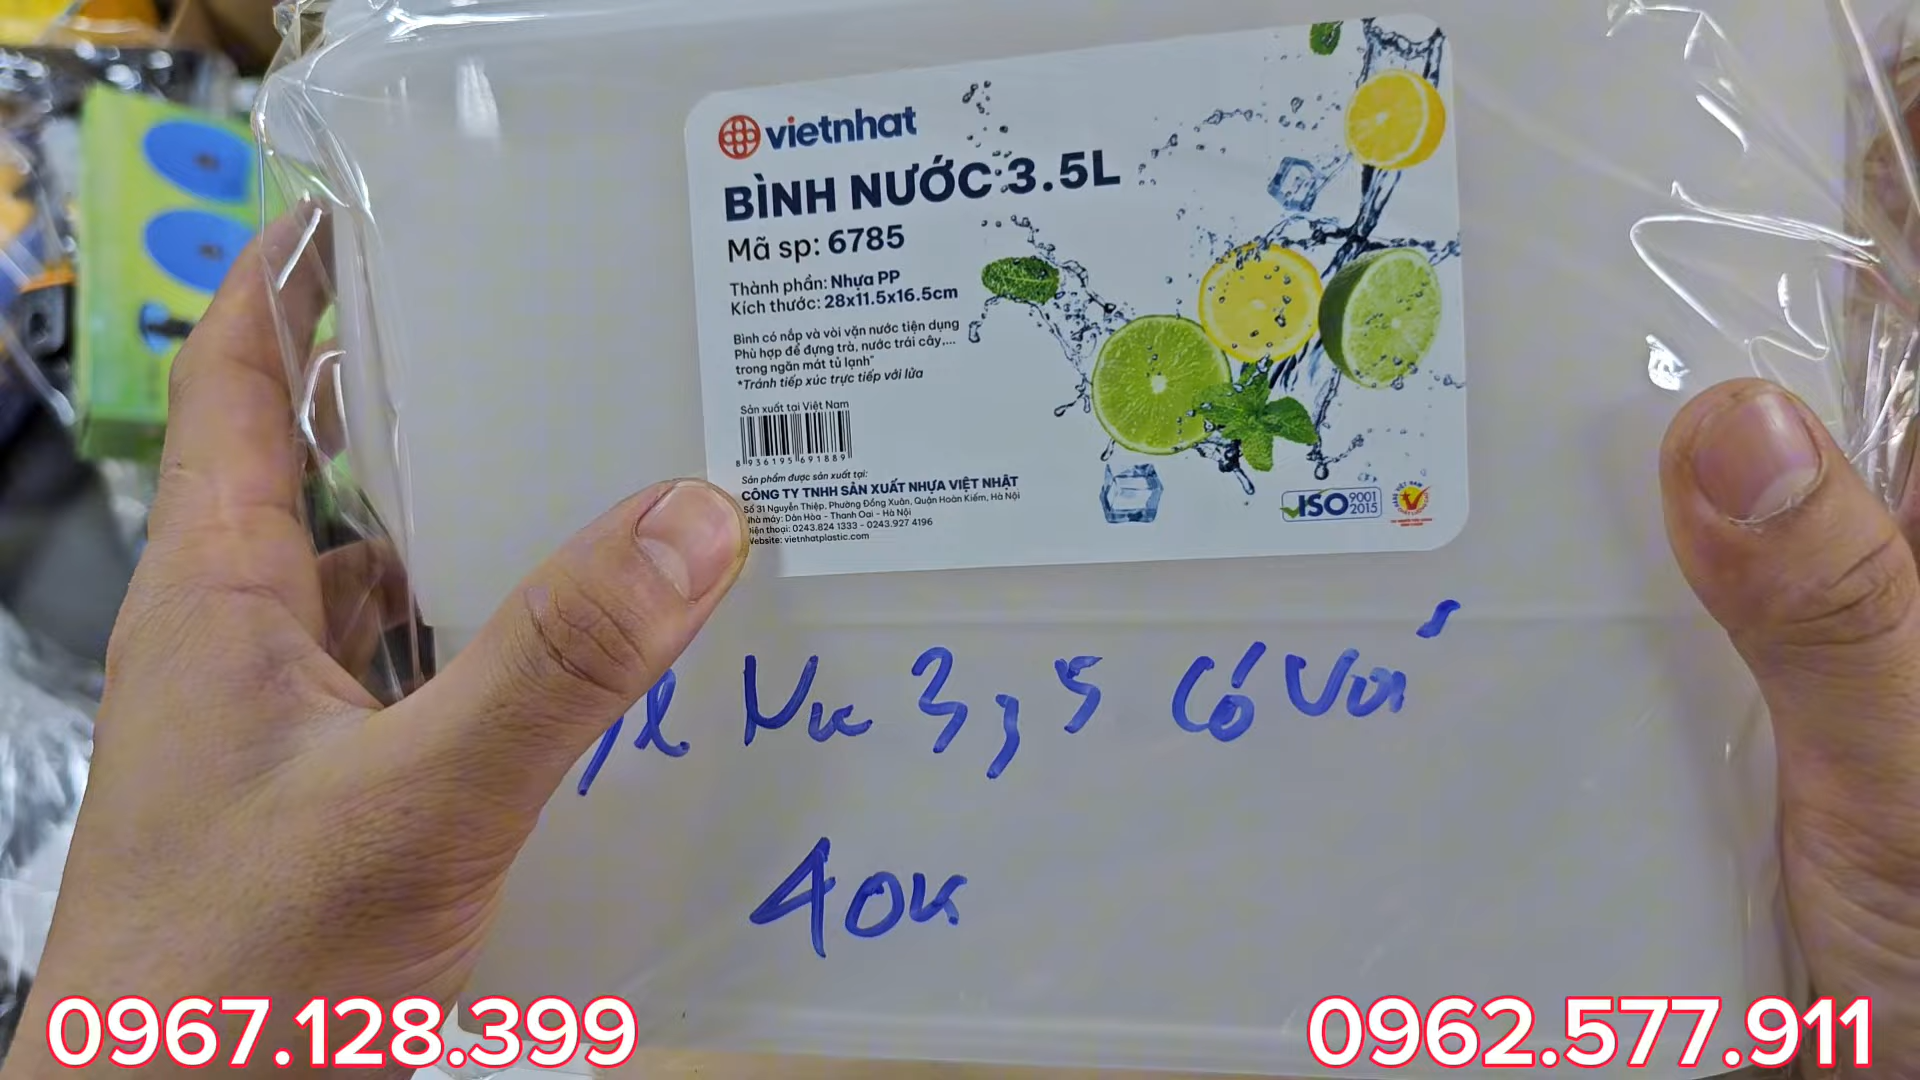 vietnhat
BÌNH NƯỚC 3.5L
Mã sp: 6785
Thành phần: Nhựa PP
Kích thước: 28x11.5x16.5cm
Bình có nắp và vòi vặn nước tiện dụng
Phù hợp để đựng trà, nước trái cây,...
trong ngăn mát tủ lạnh"
*Tránh tiếp xúc trực tiếp với lửa
Sản xuất tại Việt Nam
8 936195 691889
Sản phẩm được sản xuất tại:
CÔNG TY TNHH SẢN XUẤT NHỰA VIỆT NHẬT
Số 31 Nguyễn Thiệp, Phường Đồng Xuân, Quận Hoàn Kiếm, Hà Nội
Nhà máy: Dân Hòa - Thanh Oai - Hà Nội
Điện thoại: 0243.824 1333 - 0243.927 4196
Website: vietnhatplastic.com
ISO 9001 2015
3,5 Có Vòi
40k
0967.128.399
0962.577.911